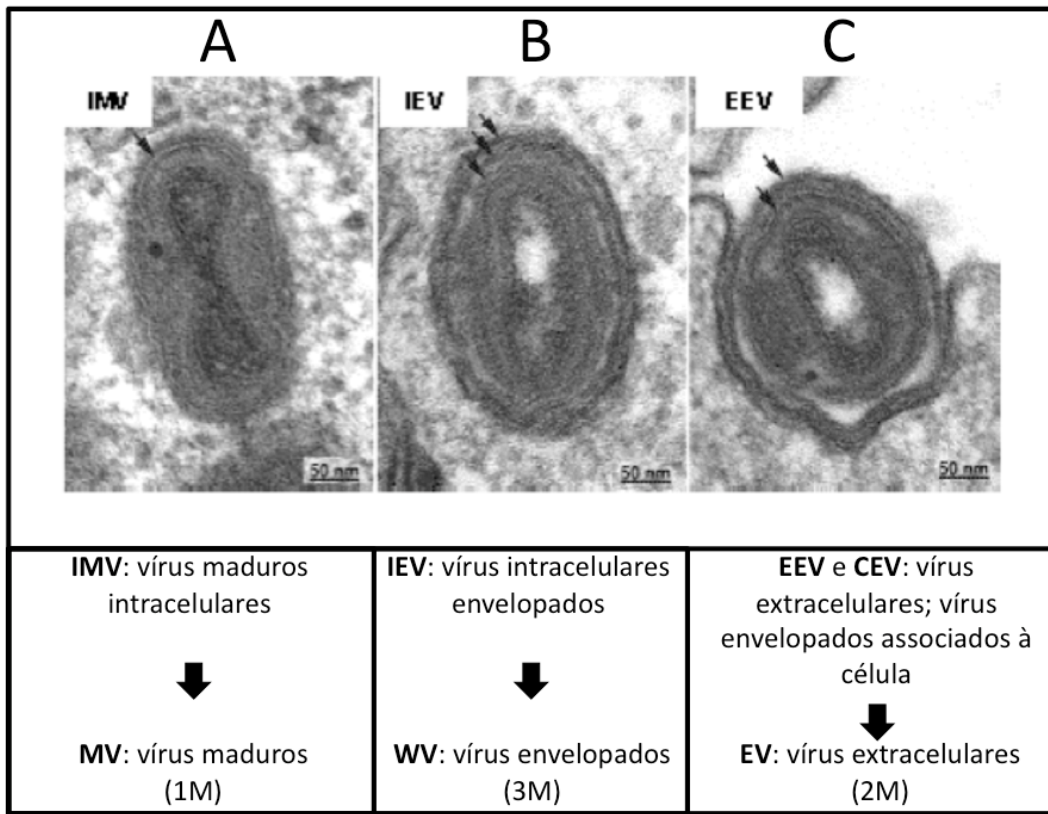 A
B
C
IMV
IEV
EEV
50 nm
50 nm
50 nm
IMV: vírus maduros
intracelulares
MV: vírus maduros
(1M)
IEV: vírus intracelulares
envelopados
WV: vírus envelopados
(3M)
EEV e CEV: vírus
extracelulares; vírus
envelopados associados à
célula
EV: vírus extracelulares
(2M)